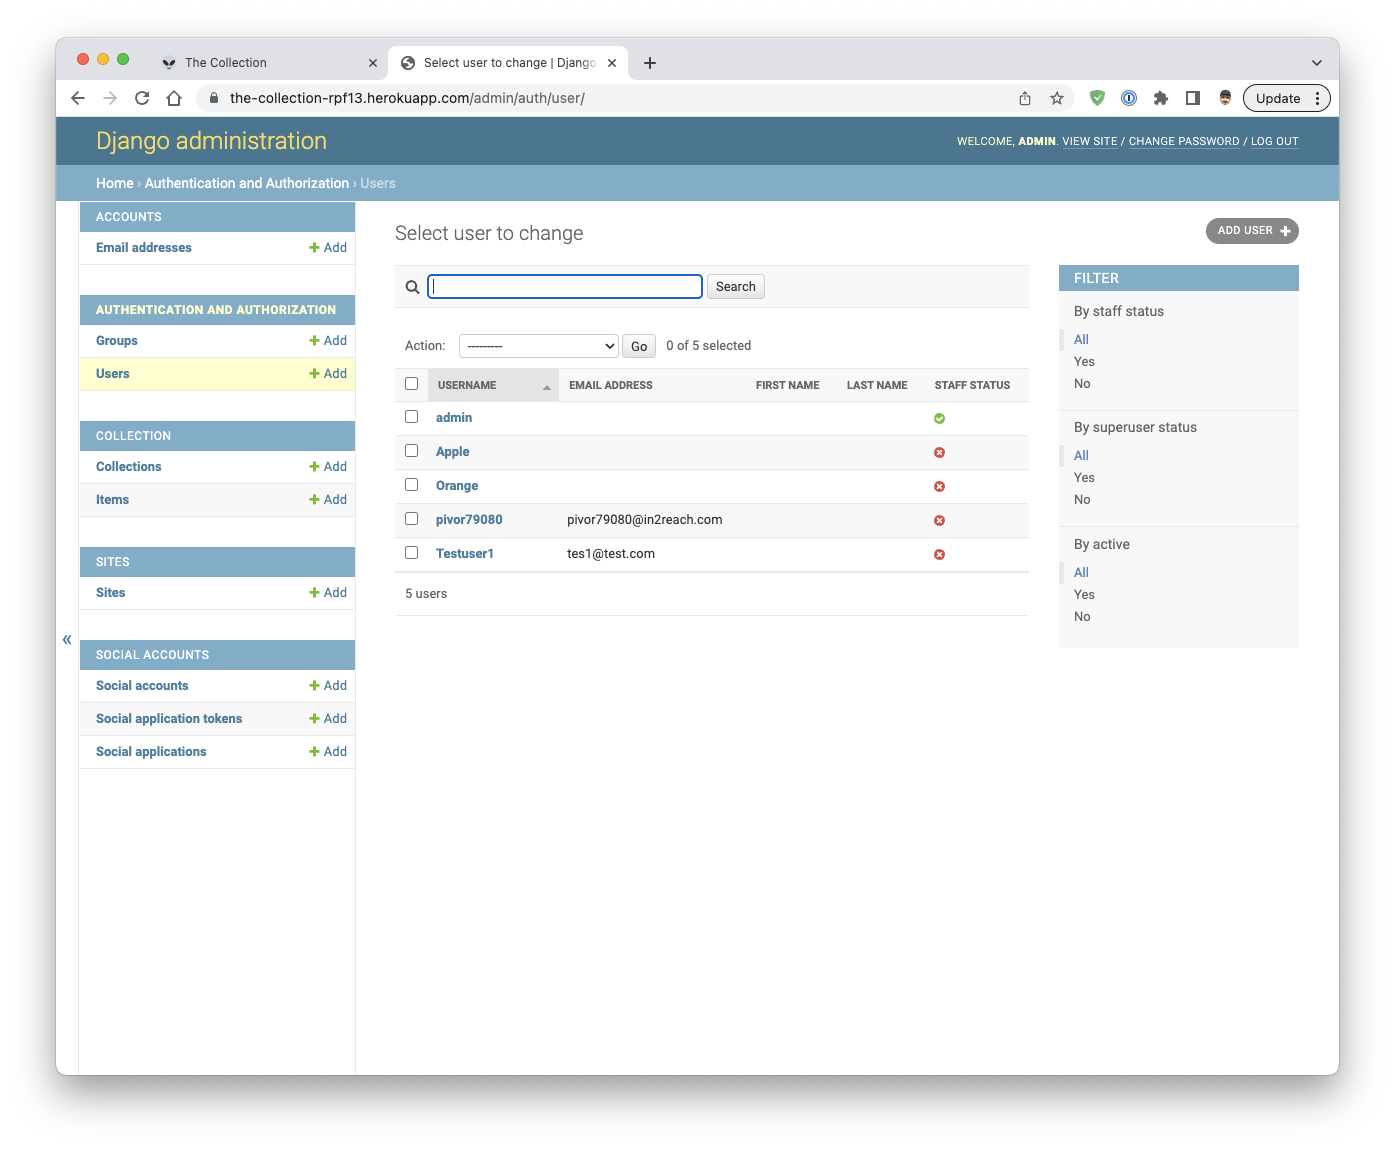 The Collection
Select user to change | Django
the-collection-rpf13.herokuapp.com/admin/auth/user/
Update
Django administration
WELCOME, ADMIN. VIEW SITE / CHANGE PASSWORD / LOG OUT
Home › Authentication and Authorization › Users
ACCOUNTS
Email addresses Add
AUTHENTICATION AND AUTHORIZATION
Groups Add
Users Add
COLLECTION
Collections Add
Items Add
SITES
Sites Add
«
SOCIAL ACCOUNTS
Social accounts Add
Social application tokens Add
Social applications Add
Select user to change
ADD USER
Search
Action: --------- Go 0 of 5 selected
USERNAME EMAIL ADDRESS FIRST NAME LAST NAME STAFF STATUS
admin
Apple
Orange
pivor79080 pivor79080@in2reach.com
Testuser1 tes1@test.com
5 users
FILTER
By staff status
All
Yes
No
By superuser status
All
Yes
No
By active
All
Yes
No